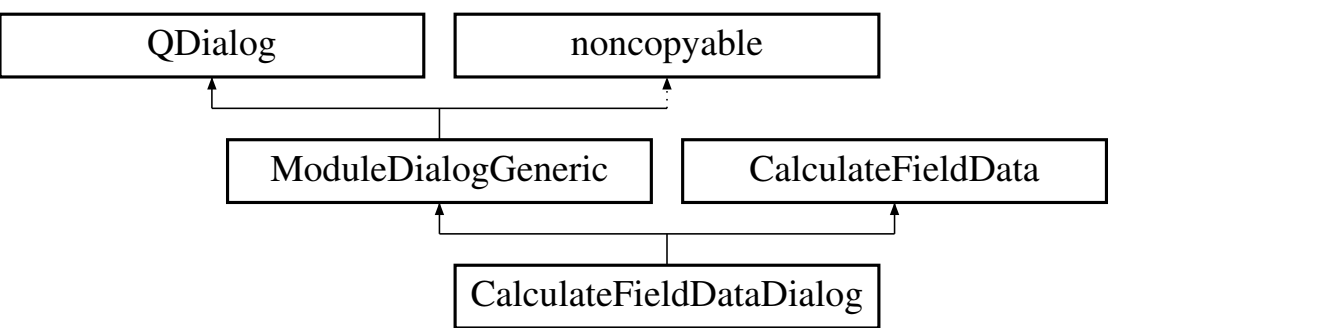 QDialog
noncopyable
ModuleDialogGeneric
CalculateFieldData
CalculateFieldDataDialog